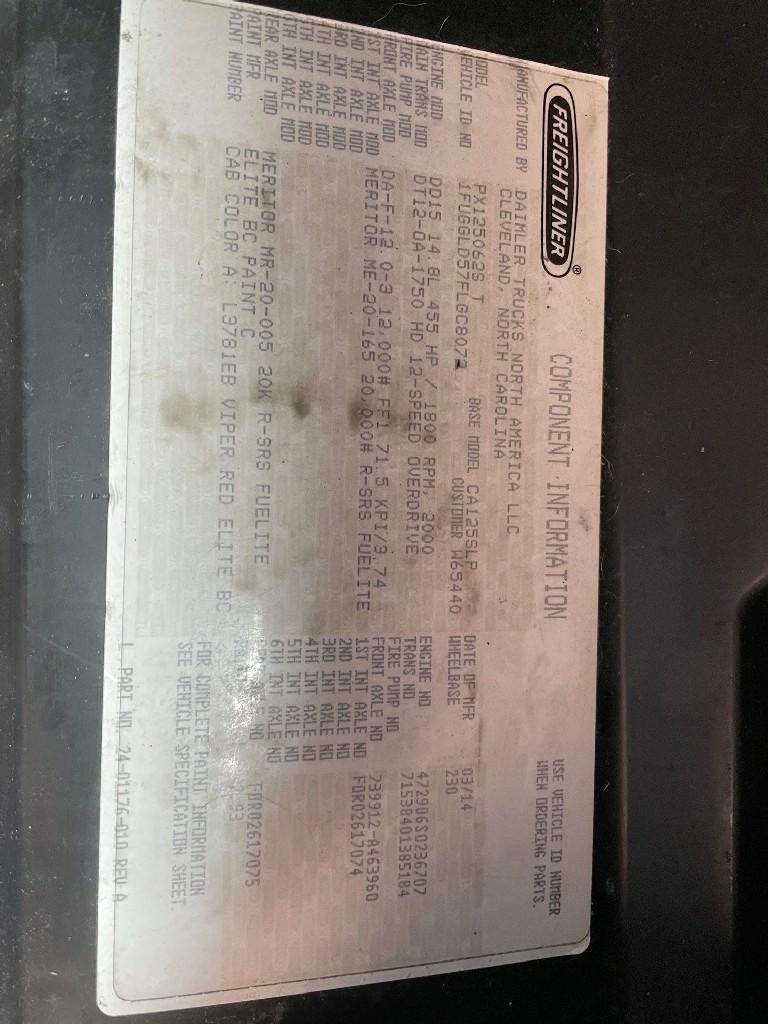 FREIGHTLINER®
COMPONENT INFORMATION
USE VEHICLE ID NUMBER
WHEN ORDERING PARTS.
MANUFACTURED BY DAIMLER TRUCKS NORTH AMERICA LLC
CLEVELAND, NORTH CAROLINA
MODEL PX125062S T BASE MODEL CA125SLP DATE OF MFR 03/14
VEHICLE ID NO 1FUGGLD57FLGC8072 CUSTOMER W65440 WHEELBASE 230
ENGINE MOD DD15 14.8L 455 HP / 1800 RPM, 2000 ENGINE NO 472906S0236707
MAIN TRANS MOD DT12-OA-1750 HD 12-SPEED OVERDRIVE TRANS NO 71538401385184
FIRE PUMP MOD FIRE PUMP NO
FRONT AXLE MOD DA-F-12.0-3 12,000# FF1 71.5 KPI/3.74 FRONT AXLE NO 739912-A463960
1ST INT AXLE MOD MERITOR ME-20-165 20,000# R-SRS FUELITE 1ST INT AXLE NO FDR02617074
2ND INT AXLE MOD 2ND INT AXLE NO
3RD INT AXLE MOD 3RD INT AXLE NO
4TH INT AXLE MOD 4TH INT AXLE NO
5TH INT AXLE MOD 5TH INT AXLE NO
6TH INT AXLE MOD 6TH INT AXLE NO
REAR AXLE MOD MERITOR MR-20-005 20K R-SRS FUELITE NO FDR02617075
PAINT MFR ELITE BC PAINT C
PAINT NUMBER CAB COLOR A: L3781EB VIPER RED ELITE BC
FOR COMPLETE PAINT INFORMATION
SEE VEHICLE SPECIFICATION SHEET.
PART NO. 24-01176-010 REV A